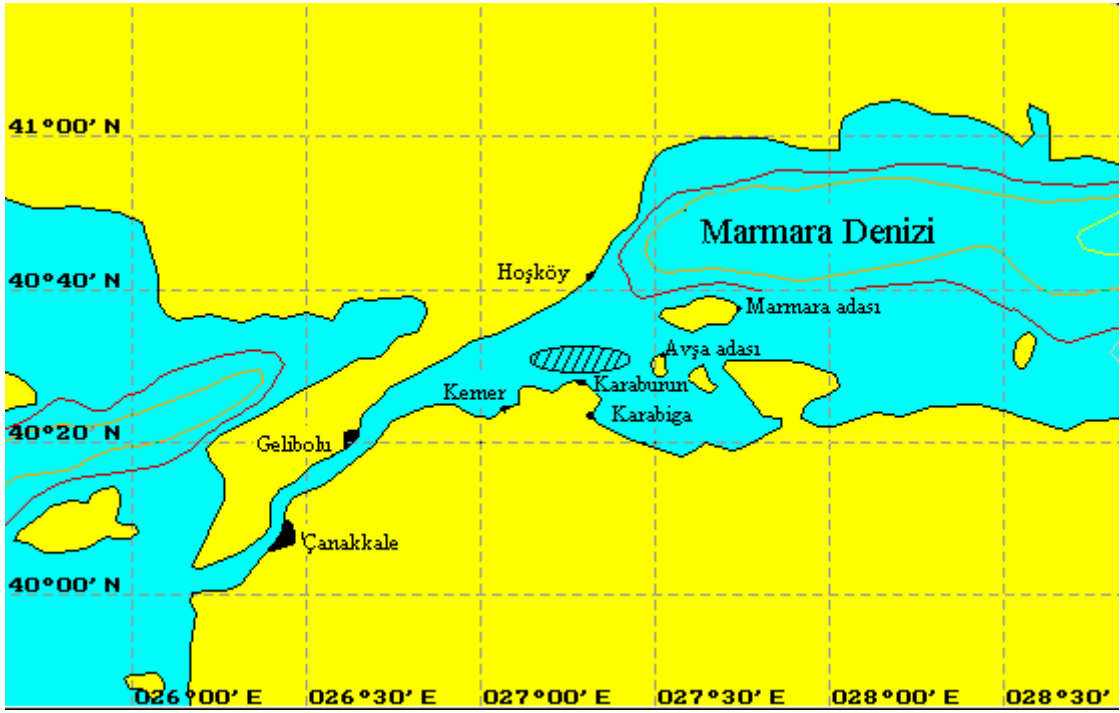 41°00' N
Marmara Denizi
Hoşköy
40°40' N
Marmara adası
Avşa adası
Kemer
Karaburun
Karabiga
40°20' N
Gelibolu
Çanakkale
40°00' N
026°00' E
026°30' E
027°00' E
027°30' E
028°00' E
028°30'